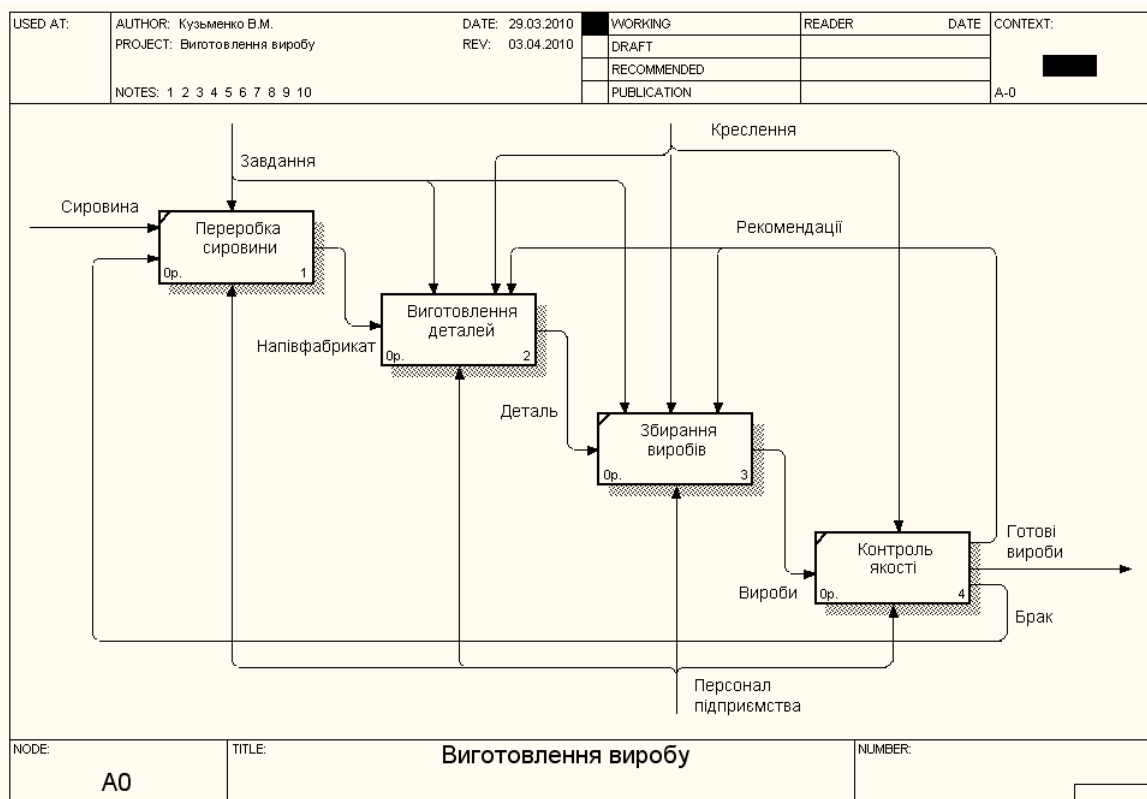 USED AT:
AUTHOR: Кузьменко В.М.
DATE: 29.03.2010
PROJECT: Виготовлення виробу
REV: 03.04.2010
NOTES: 1 2 3 4 5 6 7 8 9 10
WORKING
DRAFT
RECOMMENDED
PUBLICATION
READER DATE
CONTEXT:
A-0
Завдання
Креслення
Сировина
Переробка
сировини
0р. 1
Рекомендації
Напівфабрикат
Виготовлення
деталей
0р. 2
Деталь
Збирання
виробів
0р. 3
Вироби
Контроль
якості
0р. 4
Готові
вироби
Брак
Персонал
підприємства
NODE:
A0
TITLE:
Виготовлення виробу
NUMBER: